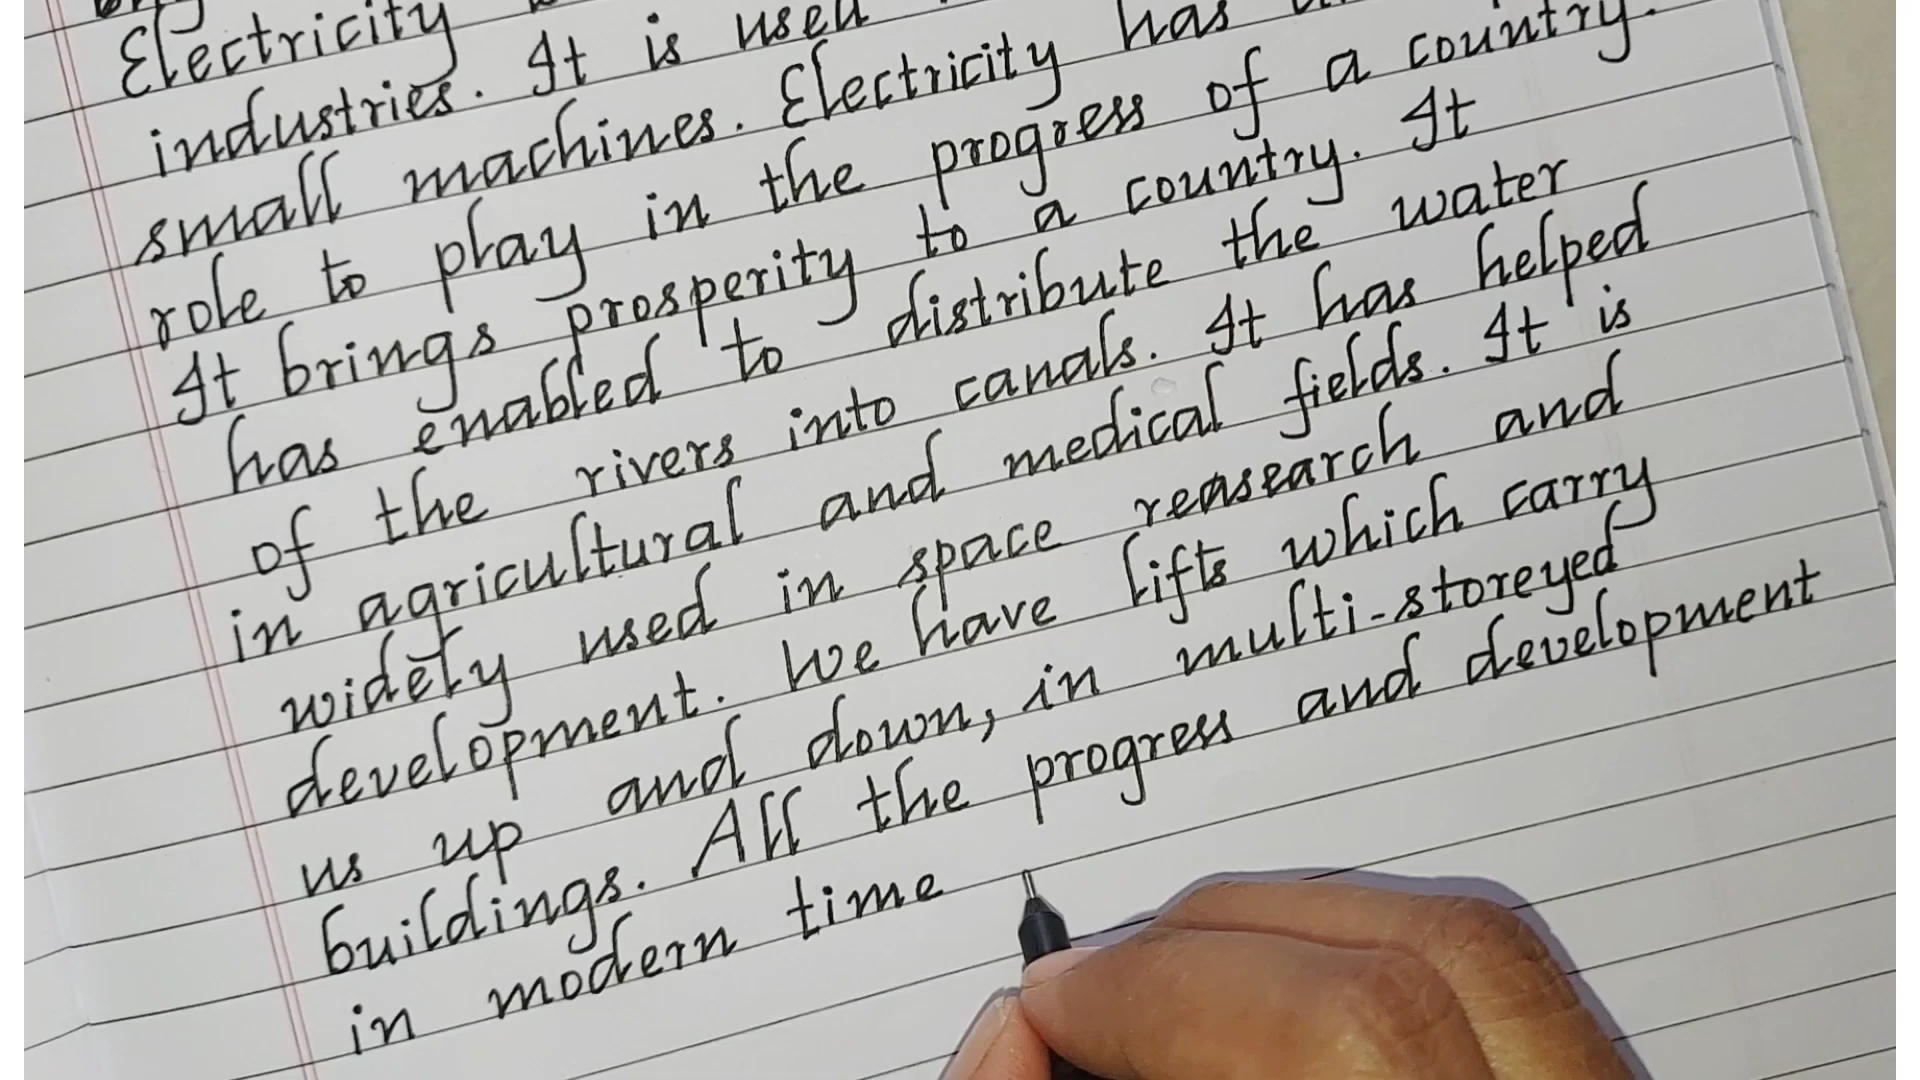 Electricity
industries. It is used
small machines. Electricity has
role to play in the progress of a country.
It brings prosperity to a country. It
has enabled to distribute the water
of the rivers into canals. It has helped
in agricultural and medical fields. It is
widely used in space reasearch and
development. We have lifts which carry
us up and down, in multi-storeyed
buildings. All the progress and development
in modern time